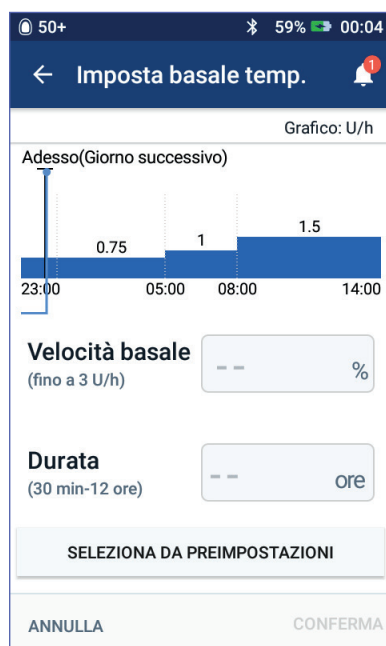 50+ 59% 00:04
Imposta basale temp. 1
Grafico: U/h
Adesso(Giorno successivo)
0.75 1 1.5
23:00 05:00 08:00 14:00
Velocità basale -- %
(fino a 3 U/h)
Durata -- ore
(30 min-12 ore)
SELEZIONA DA PREIMPOSTAZIONI
ANNULLA CONFERMA